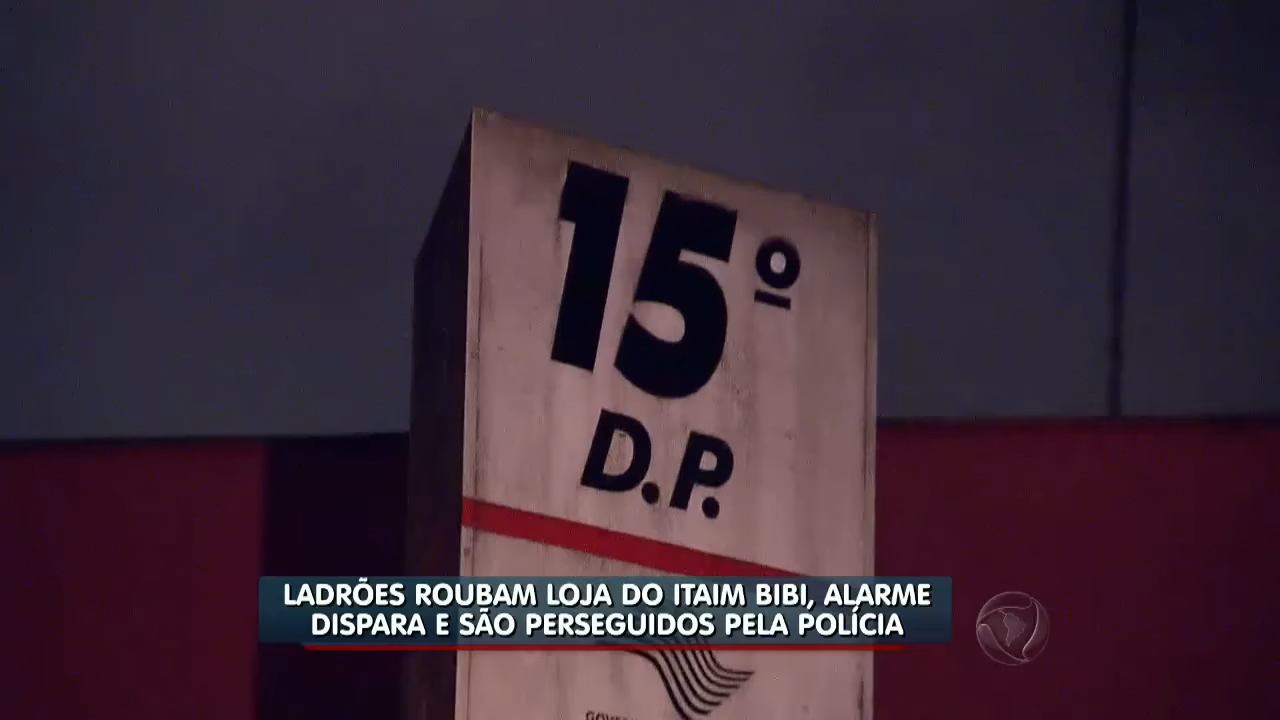 15º
D.P.
LADRÕES ROUBAM LOJA DO ITAIM BIBI, ALARME
DISPARA E SÃO PERSEGUIDOS PELA POLÍCIA